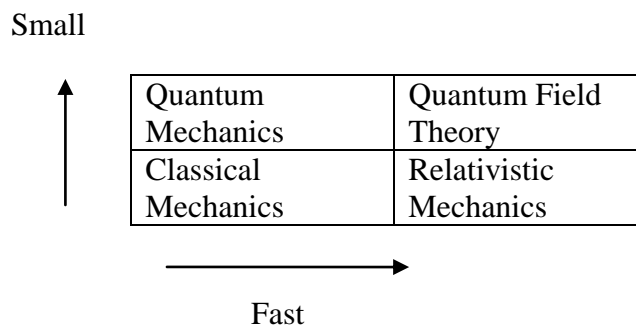 Small
Quantum
Mechanics
Quantum Field
Theory
Classical
Mechanics
Relativistic
Mechanics
Fast